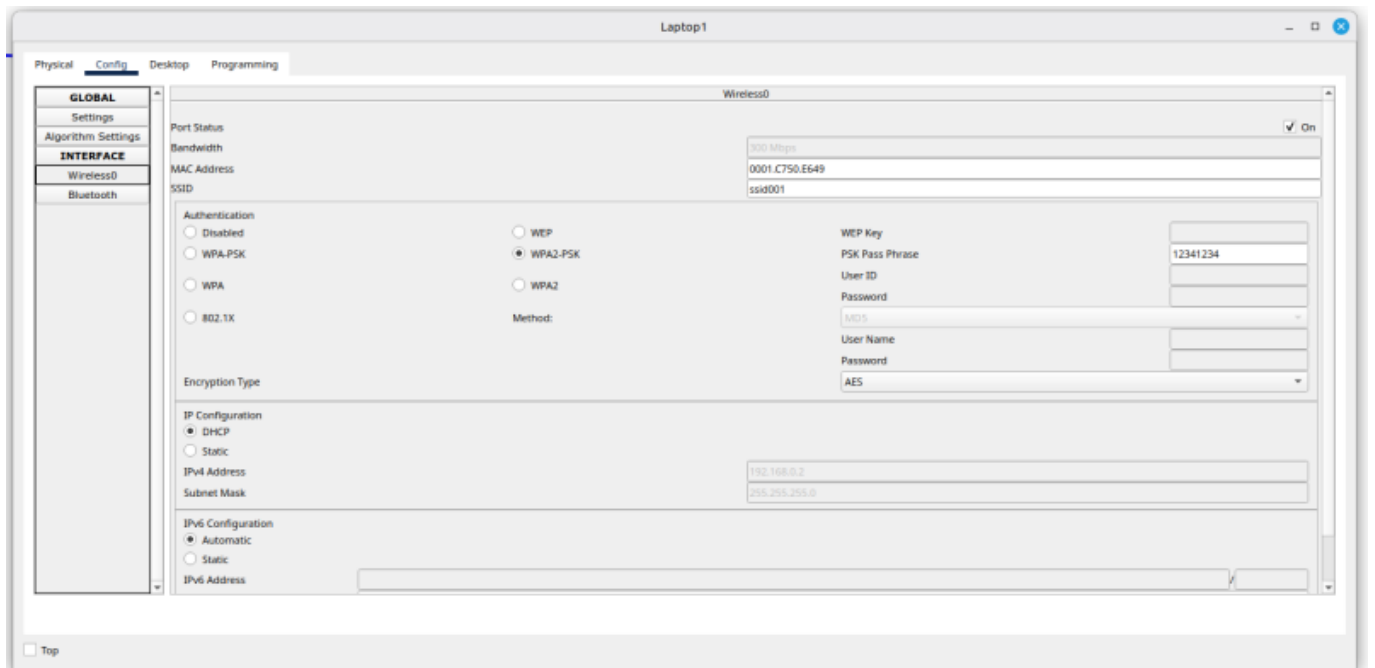 Laptop1
Physical Config Desktop Programming
GLOBAL
Settings
Algorithm Settings
INTERFACE
Wireless0
Bluetooth
Wireless0
Port Status On
Bandwidth 300 Mbps
MAC Address 0001.C750.E649
SSID ssid001
Authentication
Disabled WEP WEP Key
WPA-PSK WPA2-PSK PSK Pass Phrase 12341234
User ID
WPA WPA2
Password
802.1X Method: MD5
User Name
Password
Encryption Type AES
IP Configuration
DHCP
Static
IPv4 Address 192.168.0.2
Subnet Mask 255.255.255.0
IPv6 Configuration
Automatic
Static
IPv6 Address /
Top